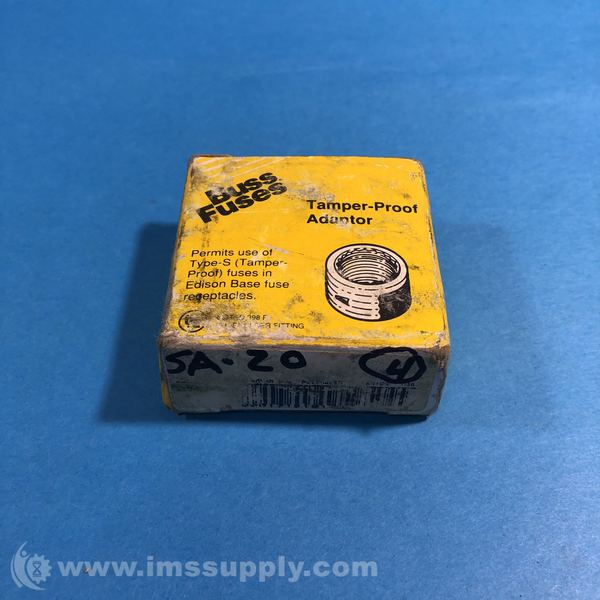 Buss
Fuses
Tamper-Proof
Adaptor
Permits use of
Type-S (Tamper-
Proof) fuses in
Edison Base fuse
receptacles.
FITTING
SA-20
4
www.imssupply.com